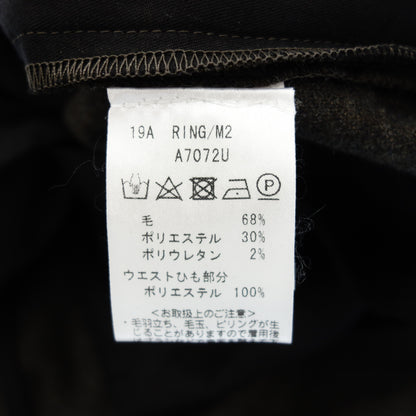 19A RING/M2
A7072U
P
毛 68%
ポリエステル 30%
ポリウレタン 2%
ウエストひも部分
ポリエステル 100%
<お取扱上のご注意>
・毛羽立ち、毛玉、ピリングが生
じることがありますので着用後